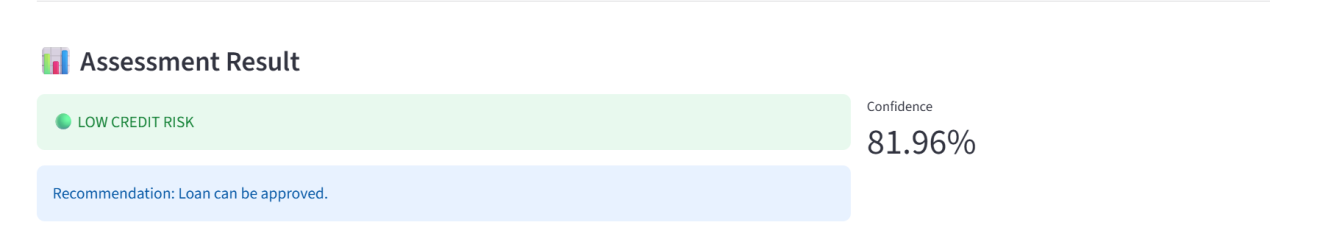 Assessment Result
LOW CREDIT RISK
Recommendation: Loan can be approved.
Confidence
81.96%